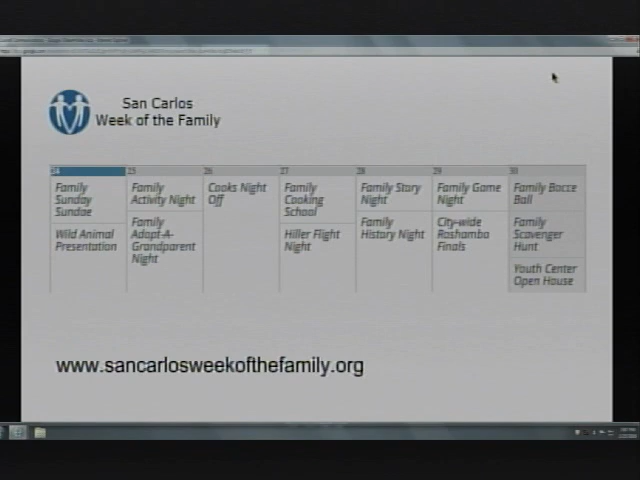 San Carlos
Week of the Family
24 25 26 27 28 29 30
Family
Sunday
Sundae
Wild Animal
Presentation
Family
Activity Night
Family
Adopt-A-
Grandparent
Night
Cooks Night
Off
Family
Cooking
School
Hiller Flight
Night
Family Story
Night
Family
History Night
Family Game
Night
City-wide
Roshambo
Finals
Family Bocce
Ball
Family
Scavenger
Hunt
Youth Center
Open House
www.sancarlosweekofthefamily.org